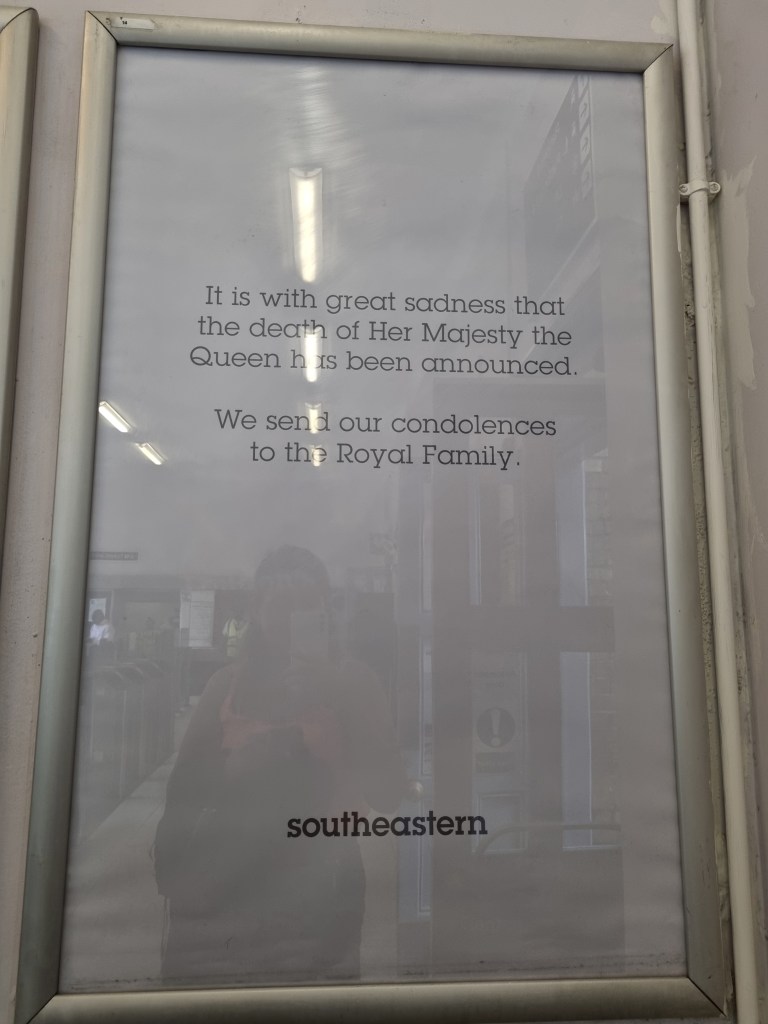 It is with great sadness that
the death of Her Majesty the
Queen has been announced.
We send our condolences
to the Royal Family.
southeastern